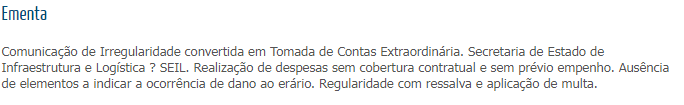 Ementa
Comunicação de Irregularidade convertida em Tomada de Contas Extraordinária. Secretaria de Estado de
Infraestrutura e Logística ? SEIL. Realização de despesas sem cobertura contratual e sem prévio empenho. Ausência
de elementos a indicar a ocorrência de dano ao erário. Regularidade com ressalva e aplicação de multa.